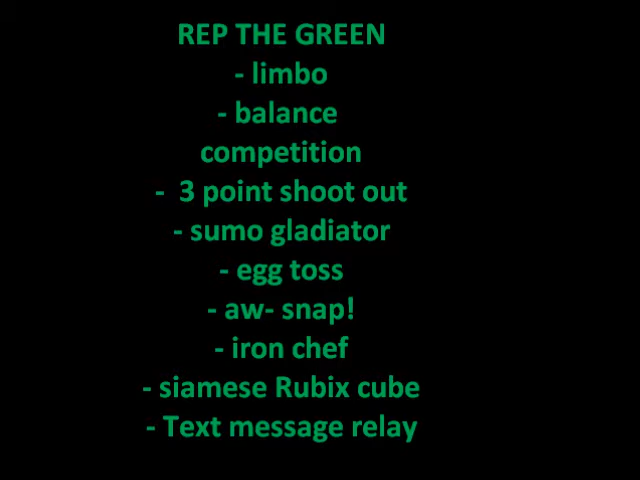 REP THE GREEN
- limbo
- balance
competition
-  3 point shoot out
- sumo gladiator
- egg toss
- aw- snap!
- iron chef
- siamese Rubix cube
- Text message relay